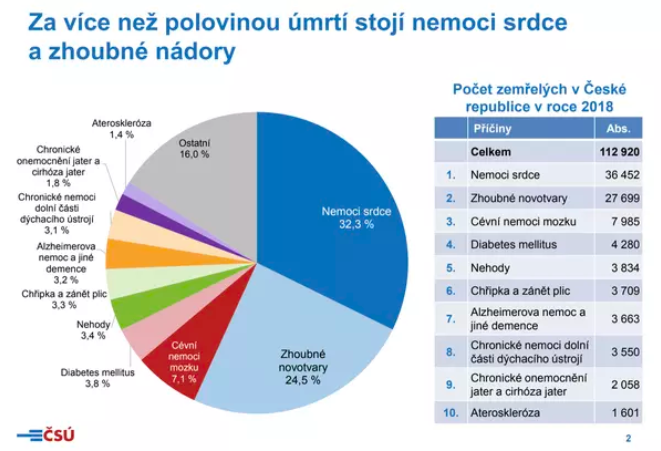 Za více než polovinou úmrtí stojí nemoci srdce
a zhoubné nádory
Ateroskleróza
1,4 %
Chronické
onemocnění jater a
cirhóza jater
1,8 %
Chronické nemoci
dolní části
dýchacího ústrojí
3,1 %
Alzheimerova
nemoc a jiné
demence
3,2 %
Chřipka a zánět plic
3,3 %
Nehody
3,4 %
Diabetes mellitus
3,8 %
Cévní
nemoci
mozku
7,1 %
Zhoubné
novotvary
24,5 %
Nemoci srdce
32,3 %
Ostatní
16,0 %
Počet zemřelých v České
republice v roce 2018
Příčiny Abs.
Celkem 112 920
1. Nemoci srdce 36 452
2. Zhoubné novotvary 27 699
3. Cévní nemoci mozku 7 985
4. Diabetes mellitus 4 280
5. Nehody 3 834
6. Chřipka a zánět plic 3 709
7. Alzheimerova nemoc a
jiné demence 3 663
8. Chronické nemoci dolní
části dýchacího ústrojí 3 550
9. Chronické onemocnění
jater a cirhóza jater 2 058
10. Ateroskleróza 1 601
ČSÚ
2